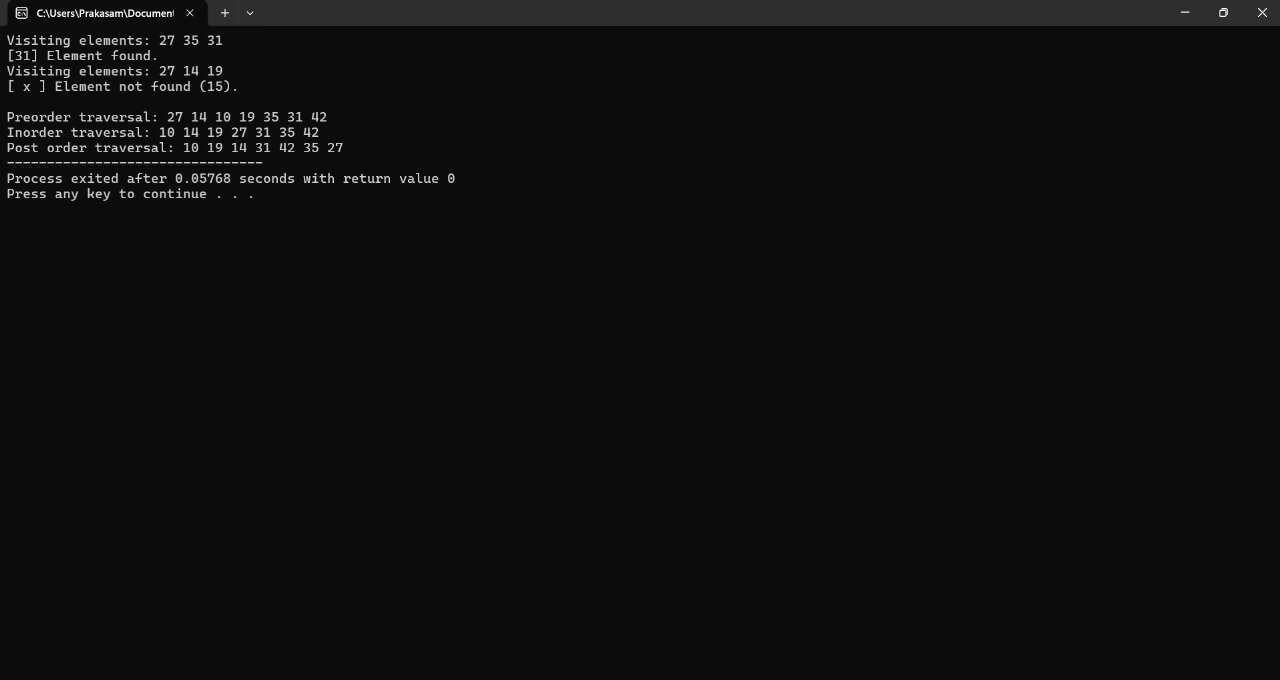 C:\Users\Prakasam\Document
Visiting elements: 27 35 31
[31] Element found.
Visiting elements: 27 14 19
[ x ] Element not found (15).
Preorder traversal: 27 14 10 19 35 31 42
Inorder traversal: 10 14 19 27 31 35 42
Post order traversal: 10 19 14 31 42 35 27
--------------------------------
Process exited after 0.05768 seconds with return value 0
Press any key to continue . . .